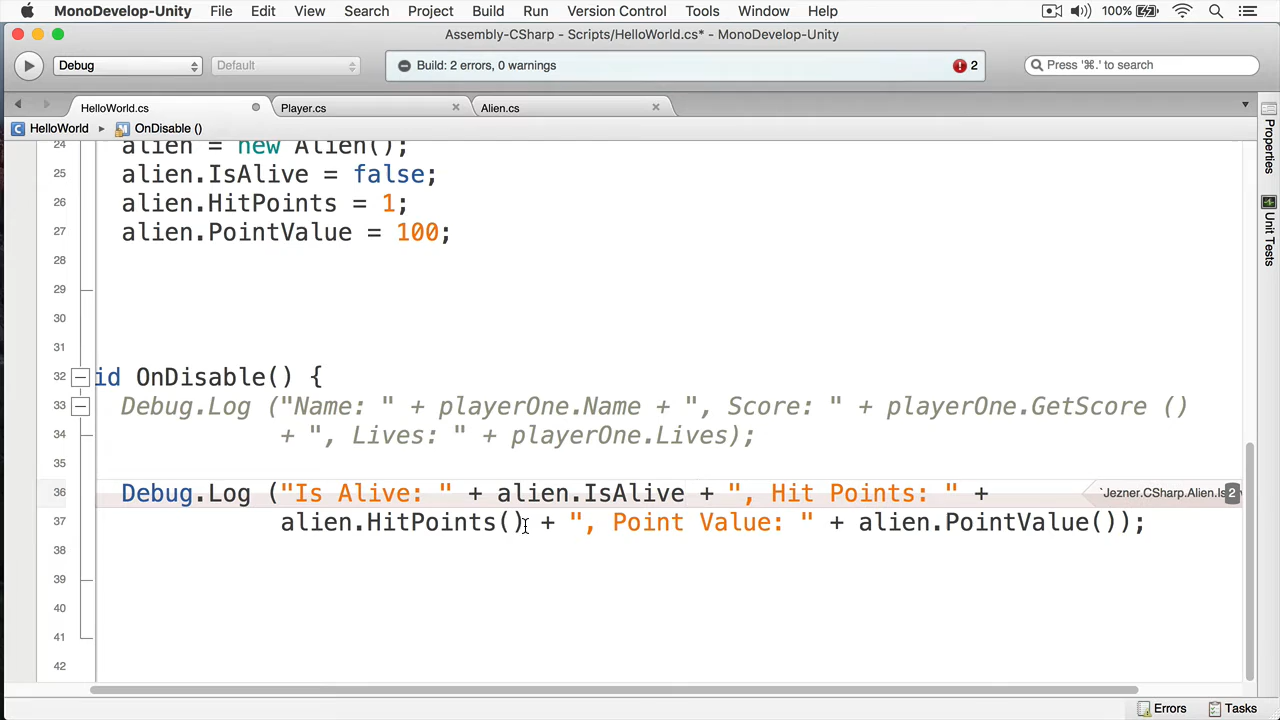 MonoDevelop-Unity File Edit View Search Project Build Run Version Control Tools Window Help 100%
Assembly-CSharp - Scripts/HelloWorld.cs* - MonoDevelop-Unity
Debug Default Build: 2 errors, 0 warnings 2 Press '⌘.' to search
HelloWorld.cs Player.cs Alien.cs
HelloWorld OnDisable ()
24 alien = new Alien();
25 alien.IsAlive = false;
26 alien.HitPoints = 1;
27 alien.PointValue = 100;
28
29
30
31
32 id OnDisable() {
33 Debug.Log ("Name: " + playerOne.Name + ", Score: " + playerOne.GetScore ()
34 + ", Lives: " + playerOne.Lives);
35
36 Debug.Log ("Is Alive: " + alien.IsAlive + ", Hit Points: " + `Jezner.CSharp.Alien.Is 2
37 alien.HitPoints() + ", Point Value: " + alien.PointValue());
38
39
40
41
42
Properties
Unit Tests
Errors Tasks